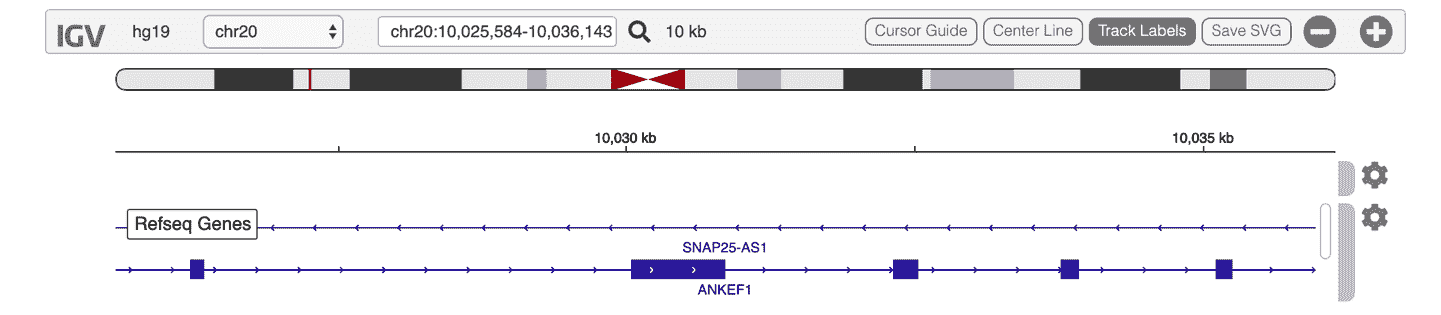 IGV hg19 chr20 chr20:10,025,584-10,036,143 10 kb Cursor Guide Center Line Track Labels Save SVG
10,030 kb 10,035 kb
Refseq Genes
SNAP25-AS1
ANKEF1